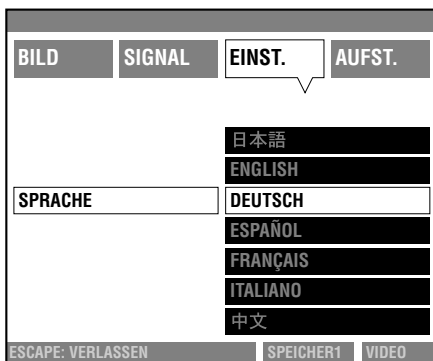 BILD SIGNAL EINST. AUFST.
日本語
ENGLISH
SPRACHE DEUTSCH
ESPAÑOL
FRANÇAIS
ITALIANO
中文
ESCAPE: VERLASSEN SPEICHER1 VIDEO